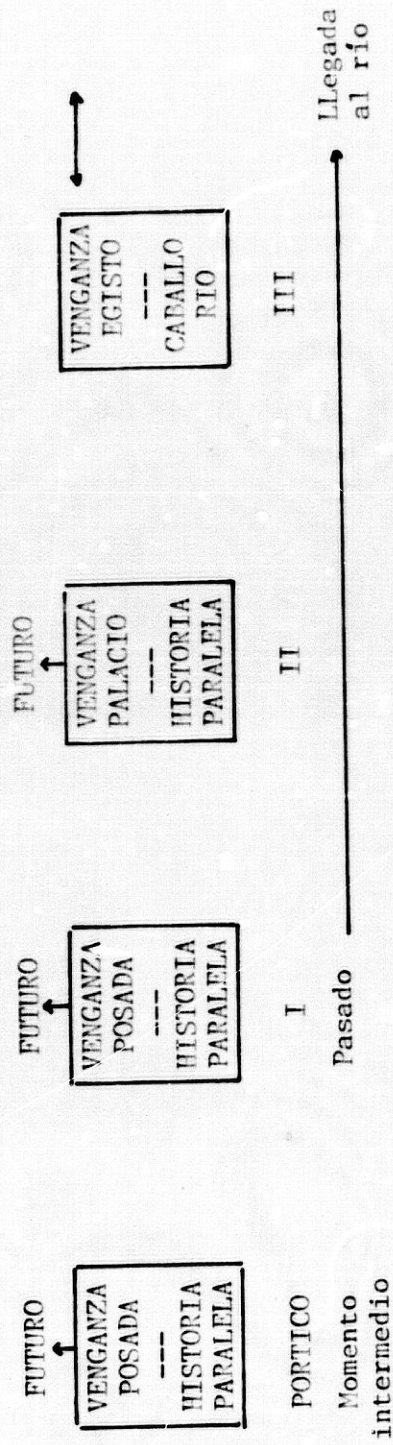 FUTURO
VENGANZA
POSADA
---
HISTORIA
PARALELA
PORTICO
Momento
intermedio
FUTURO
VENGANZA
POSADA
---
HISTORIA
PARALELA
I
Pasado
FUTURO
VENGANZA
PALACIO
---
HISTORIA
PARALELA
II
VENGANZA
EGISTO
---
CABALLO
RIO
III
LLegada
al río